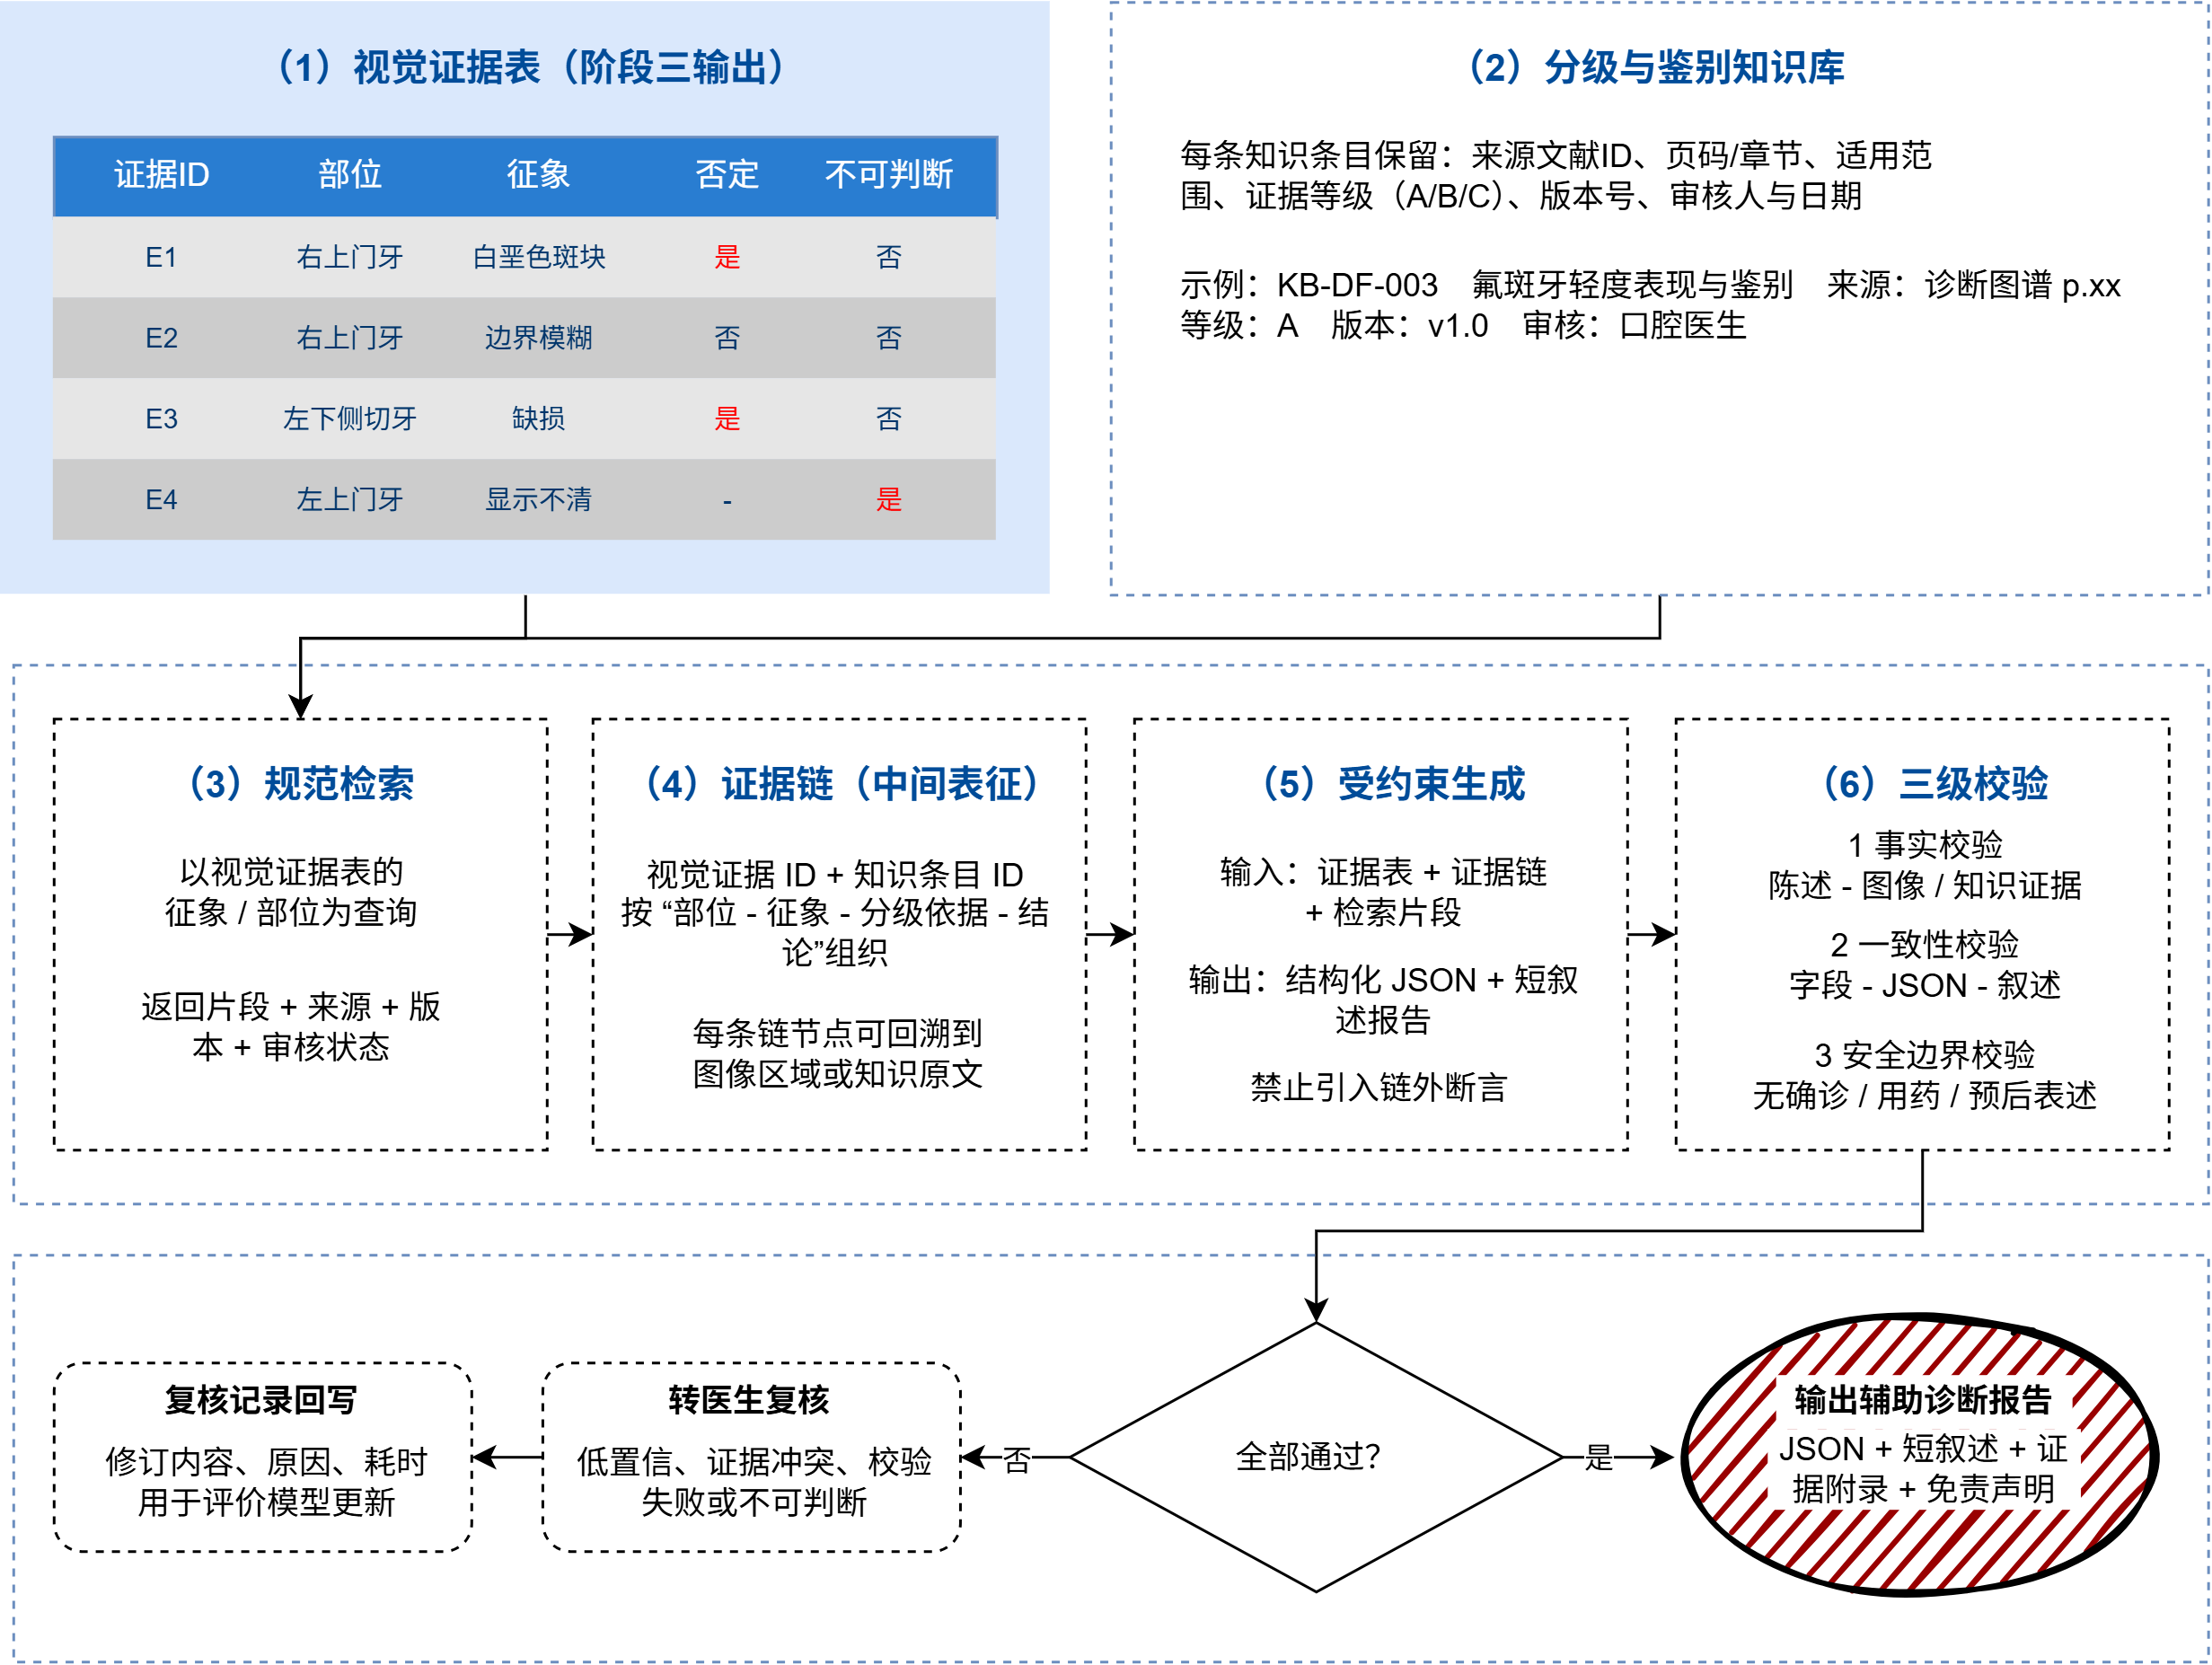 （1）视觉证据表（阶段三输出）
证据ID 部位 征象 否定 不可判断
E1 右上门牙 白垩色斑块 是 否
E2 右上门牙 边界模糊 否 否
E3 左下侧切牙 缺损 是 否
E4 左上门牙 显示不清 - 是
（2）分级与鉴别知识库
每条知识条目保留：来源文献ID、页码/章节、适用范
围、证据等级（A/B/C）、版本号、审核人与日期
示例：KB-DF-003 氟斑牙轻度表现与鉴别 来源：诊断图谱 p.xx
等级：A 版本：v1.0 审核：口腔医生
（3）规范检索
以视觉证据表的
征象 / 部位为查询
返回片段 + 来源 + 版
本 + 审核状态
（4）证据链（中间表征）
视觉证据 ID + 知识条目 ID
按 “部位 - 征象 - 分级依据 - 结
论”组织
每条链节点可回溯到
图像区域或知识原文
（5）受约束生成
输入：证据表 + 证据链
+ 检索片段
输出：结构化 JSON + 短叙
述报告
禁止引入链外断言
（6）三级校验
1 事实校验
陈述 - 图像 / 知识证据
2 一致性校验
字段 - JSON - 叙述
3 安全边界校验
无确诊 / 用药 / 预后表述
复核记录回写
修订内容、原因、耗时
用于评价模型更新
转医生复核
低置信、证据冲突、校验
失败或不可判断
否
全部通过？
是
输出辅助诊断报告
JSON + 短叙述 + 证
据附录 + 免责声明